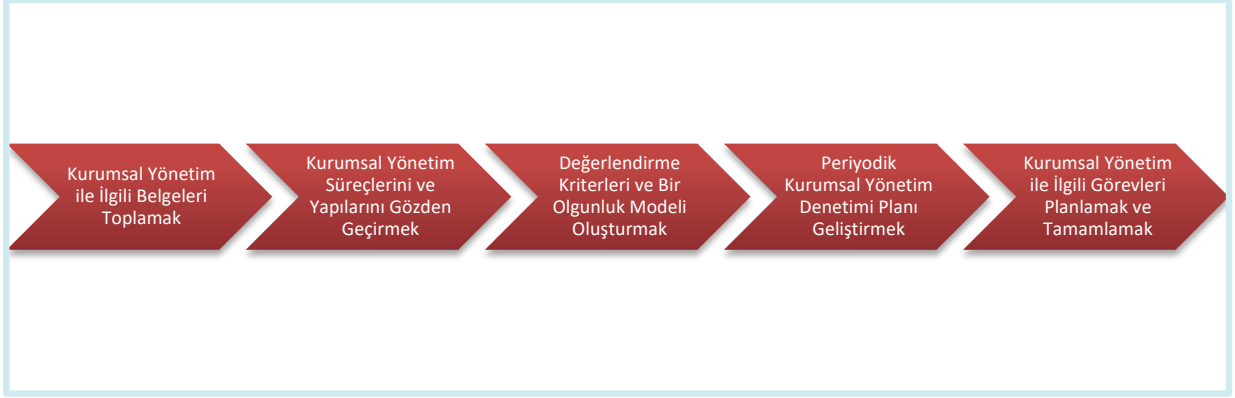 Kurumsal Yönetim
ile İlgili Belgeleri
Toplamak
Kurumsal Yönetim
Süreçlerini ve
Yapılarını Gözden
Geçirmek
Değerlendirme
Kriterleri ve Bir
Olgunluk Modeli
Oluşturmak
Periyodik
Kurumsal Yönetim
Denetimi Planı
Geliştirmek
Kurumsal Yönetim
ile İlgili Görevleri
Planlamak ve
Tamamlamak